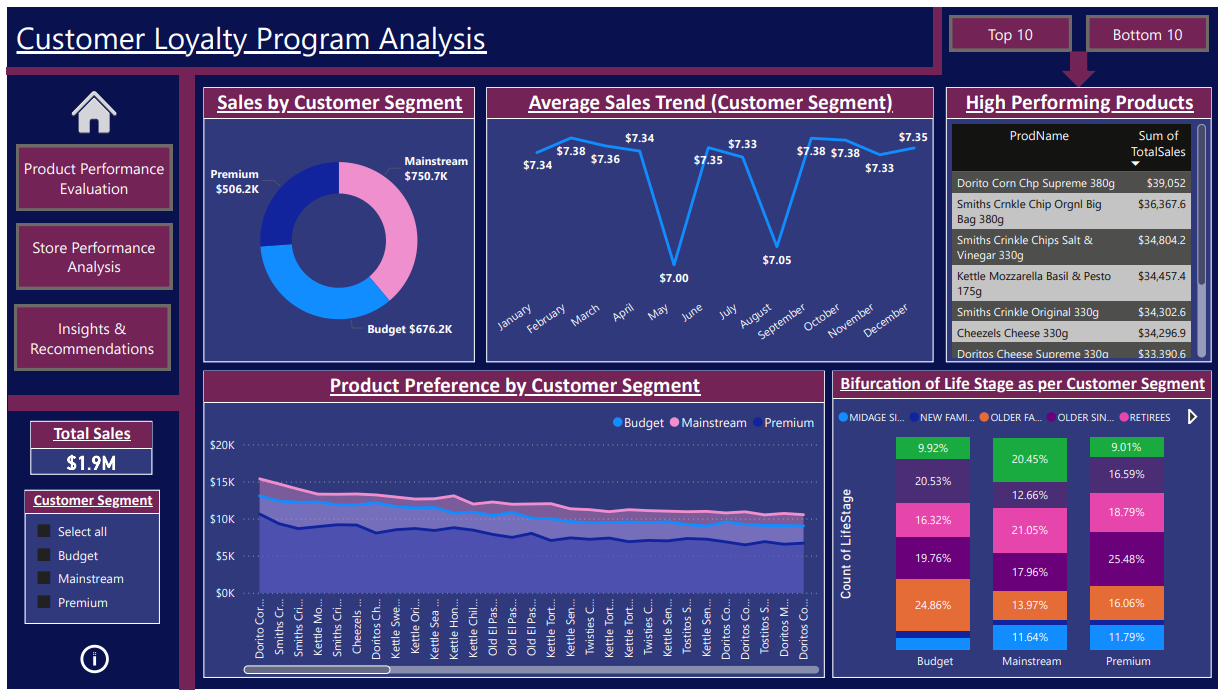 Customer Loyalty Program Analysis
Top 10
Bottom 10
Product Performance
Evaluation
Store Performance
Analysis
Insights &
Recommendations
Total Sales
$1.9M
Customer Segment
Select all
Budget
Mainstream
Premium
Sales by Customer Segment
Mainstream
$750.7K
Premium
$506.2K
Budget $676.2K
Average Sales Trend (Customer Segment)
$7.34
$7.38
$7.36
$7.34
$7.00
$7.35
$7.33
$7.05
$7.38
$7.38
$7.33
$7.35
January
February
March
April
May
June
July
August
September
October
November
December
High Performing Products
ProdName
Sum of
TotalSales
Dorito Corn Chp Supreme 380g $39,052
Smiths Crnkle Chip Orgnl Big
Bag 380g
$36,367.6
Smiths Crinkle Chips Salt &
Vinegar 330g
$34,804.2
Kettle Mozzarella Basil & Pesto
175g
$34,457.4
Smiths Crinkle Original 330g $34,302.6
Cheezels Cheese 330g $34,296.9
Doritos Cheese Supreme 330g $33,390.6
Product Preference by Customer Segment
Budget Mainstream Premium
$20K
$15K
$10K
$5K
$0K
Dorito Cor...
Smiths Cr...
Smiths Cri...
Kettle Mo...
Smiths Cri...
Cheezels ...
Doritos Ch...
Kettle Swe...
Kettle Ori...
Kettle Sea ...
Kettle Hon...
Kettle Chil...
Old El Pas...
Old El Pas...
Old El Pas...
Kettle Tort...
Kettle Sen...
Twisties C...
Kettle Tort...
Kettle Tort...
Twisties C...
Kettle Sen...
Tostitos S...
Kettle Sen...
Doritos Co...
Doritos Co...
Tostitos S...
Doritos M...
Doritos Co...
Bifurcation of Life Stage as per Customer Segment
MIDAGE SI... NEW FAMI... OLDER FA... OLDER SIN... RETIREES
Count of LifeStage
9.92%
20.53%
16.32%
19.76%
24.86%
20.45%
12.66%
21.05%
17.96%
13.97%
11.64%
9.01%
16.59%
18.79%
25.48%
16.06%
11.79%
Budget
Mainstream
Premium